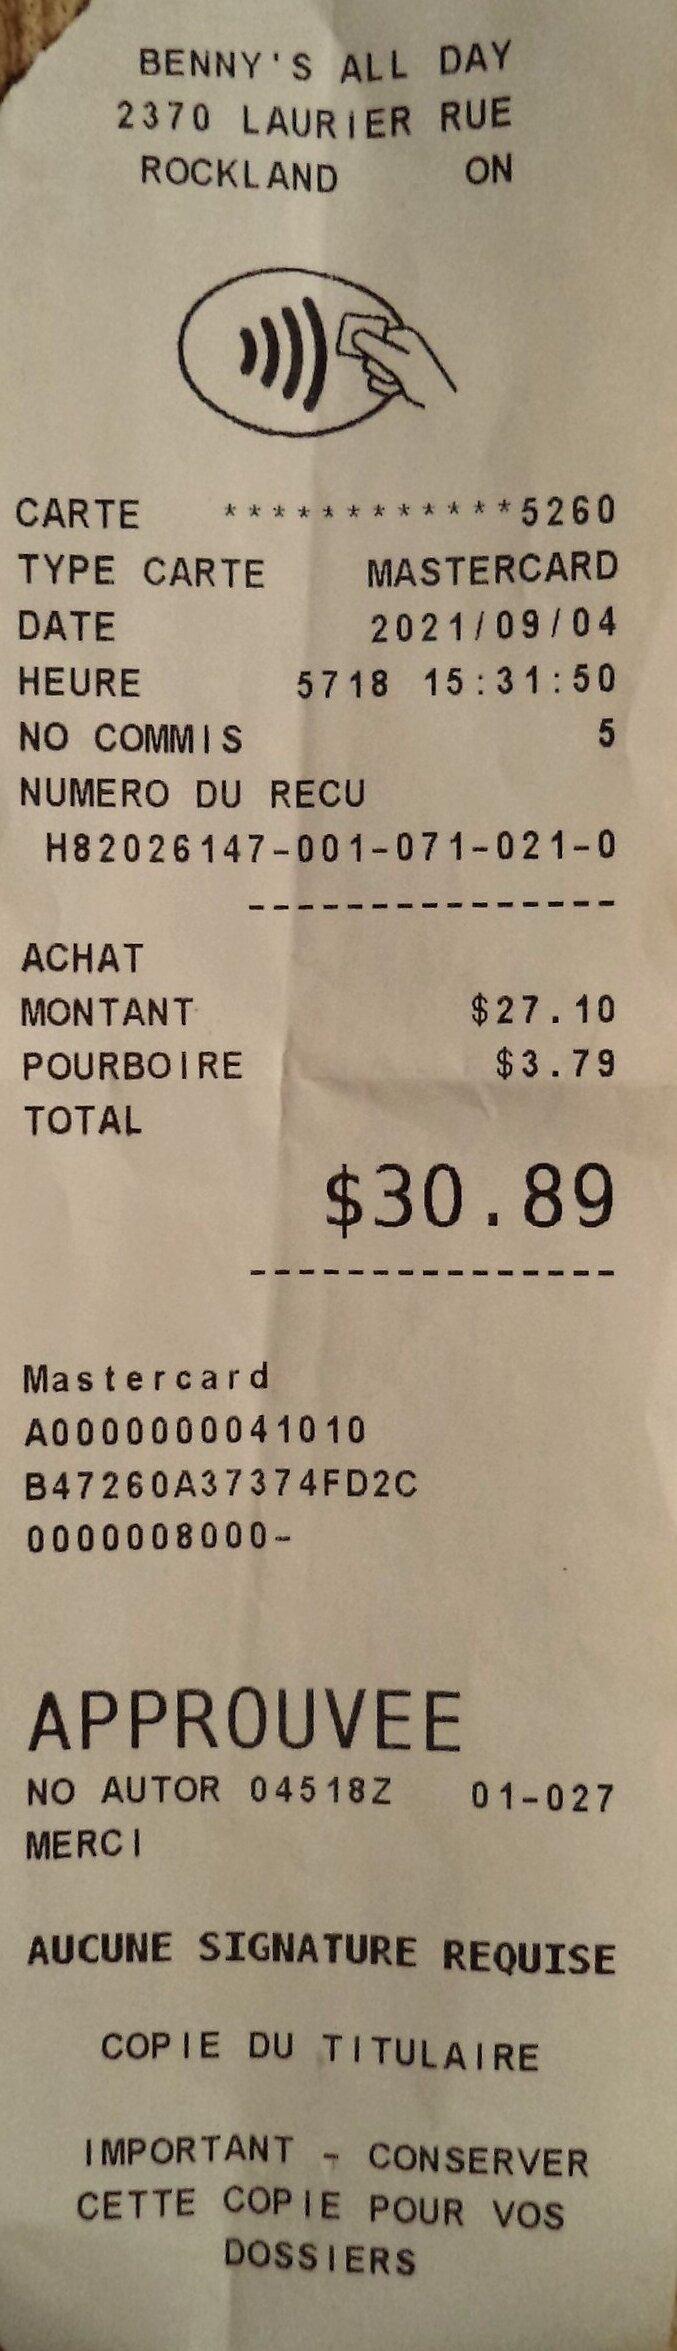 BENNY'S ALL DAY
2370 LAURIER RUE
ROCKLAND ON
CARTE ************5260
TYPE CARTE MASTERCARD
DATE 2021/09/04
HEURE 5718 15:31:50
NO COMMIS 5
NUMERO DU RECU
H82026147-001-071-021-0
---------------
ACHAT
MONTANT $27.10
POURBOIRE $3.79
TOTAL
$30.89
---------------
Mastercard
A0000000041010
B47260A37374FD2C
0000008000-
APPROUVEE
NO AUTOR 04518Z 01-027
MERCI
AUCUNE SIGNATURE REQUISE
COPIE DU TITULAIRE
IMPORTANT - CONSERVER
CETTE COPIE POUR VOS
DOSSIERS